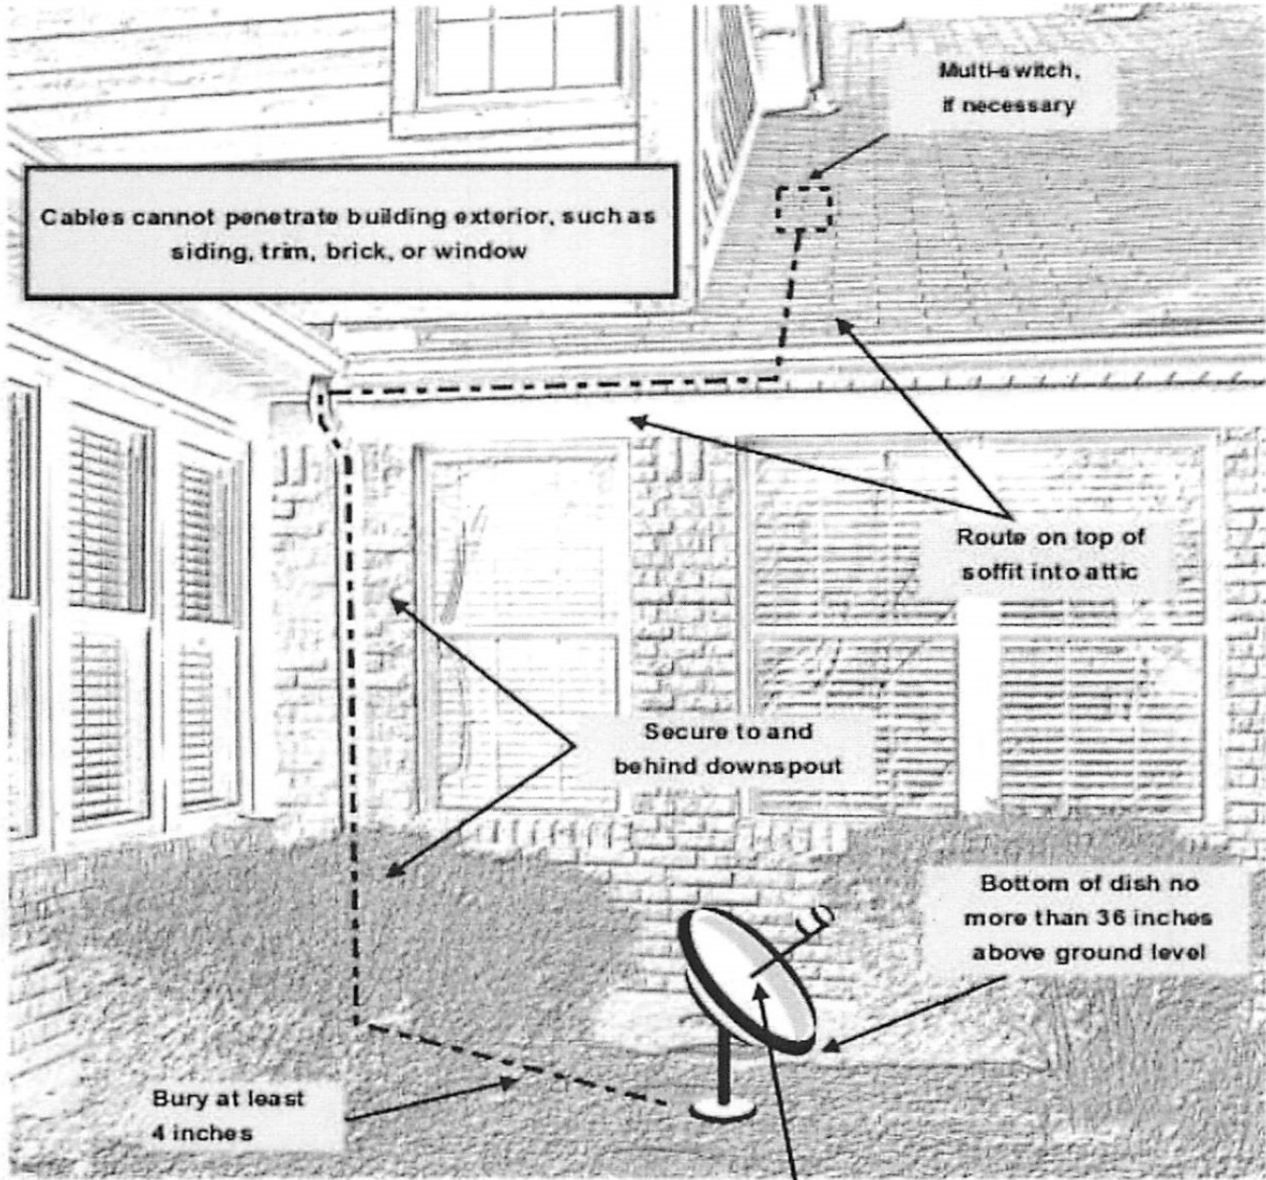 Multi-switch,
if necessary
Cables cannot penetrate building exterior, such as
siding, trim, brick, or window
Route on top of
soffit into attic
Secure to and
behind downspout
Bottom of dish no
more than 36 inches
above ground level
Bury at least
4 inches